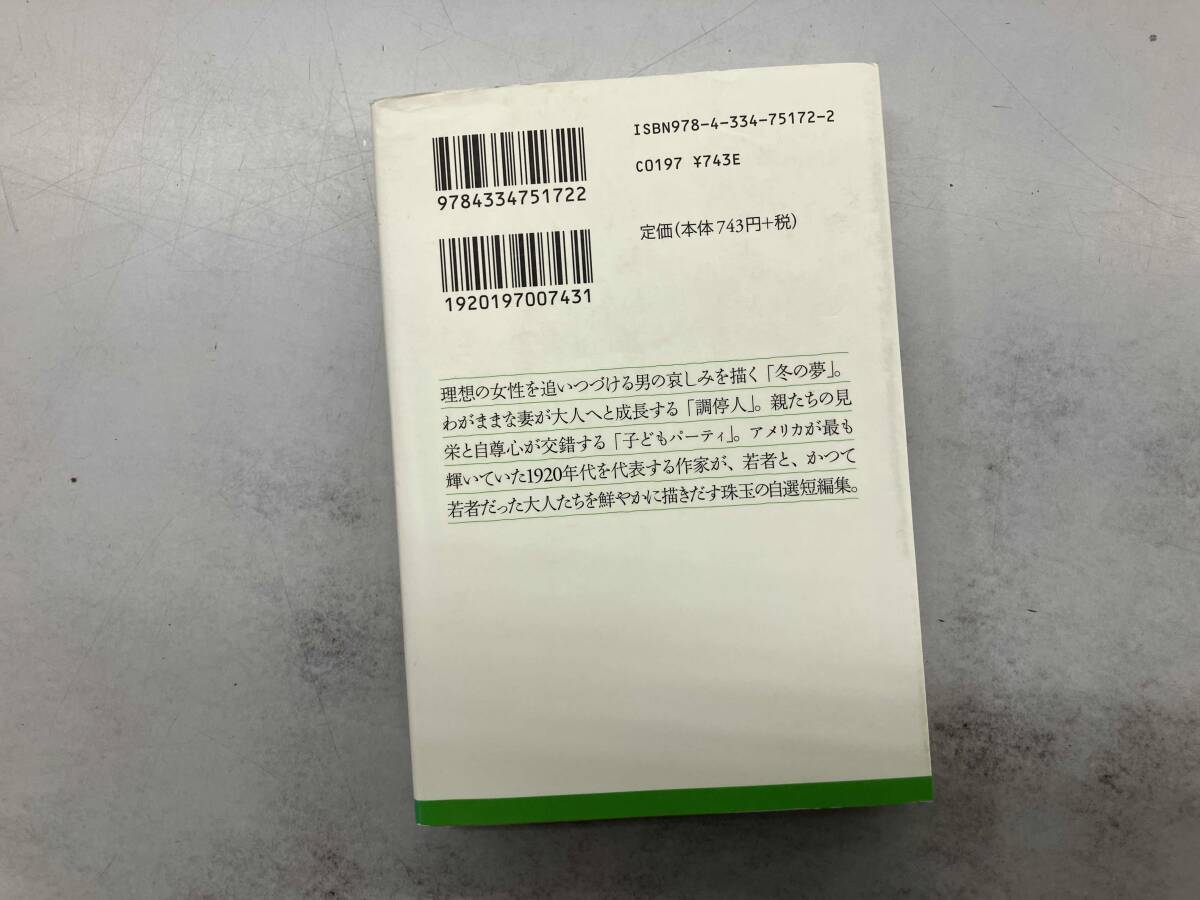 ISBN978-4-334-75172-2
C0197 ¥743E
9784334751722
定価(本体743円+税)
1920197007431
理想の女性を追いつづける男の哀しみを描く「冬の夢」。
わがままな妻が大人へと成長する「調停人」。親たちの見
栄と自尊心が交錯する「子どもパーティ」。アメリカが最も
輝いていた1920年代を代表する作家が、若者と、かつて
若者だった大人たちを鮮やかに描きだす珠玉の自選短編集。